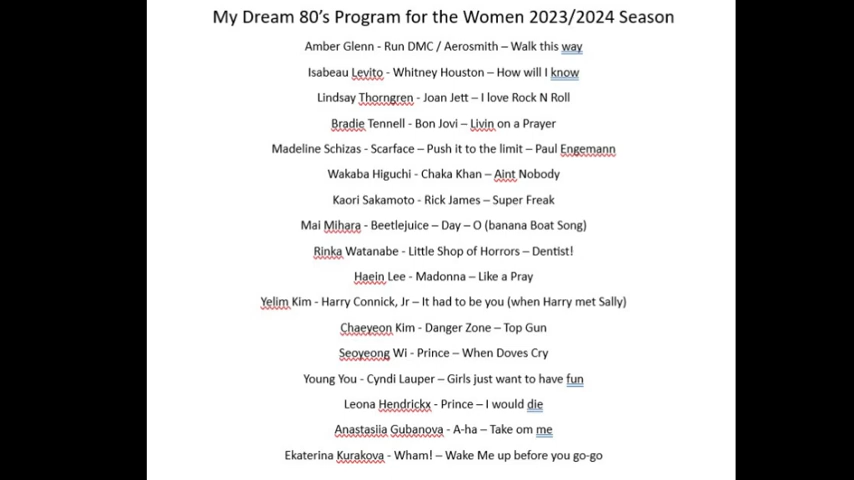 My Dream 80's Program for the Women 2023/2024 Season
Amber Glenn - Run DMC / Aerosmith – Walk this way
Isabeau Levito - Whitney Houston – How will I know
Lindsay Thorngren - Joan Jett – I love Rock N Roll
Bradie Tennell - Bon Jovi – Livin on a Prayer
Madeline Schizas - Scarface – Push it to the limit – Paul Engemann
Wakaba Higuchi - Chaka Khan – Aint Nobody
Kaori Sakamoto - Rick James – Super Freak
Mai Mihara - Beetlejuice – Day – O (banana Boat Song)
Rinka Watanabe - Little Shop of Horrors – Dentist!
Haein Lee - Madonna – Like a Pray
Yelim Kim - Harry Connick, Jr – It had to be you (when Harry met Sally)
Chaeyeon Kim - Danger Zone – Top Gun
Seoyeong Wi - Prince – When Doves Cry
Young You - Cyndi Lauper – Girls just want to have fun
Leona Hendrickx - Prince – I would die
Anastasiia Gubanova - A-ha – Take om me
Ekaterina Kurakova - Wham! – Wake Me up before you go-go